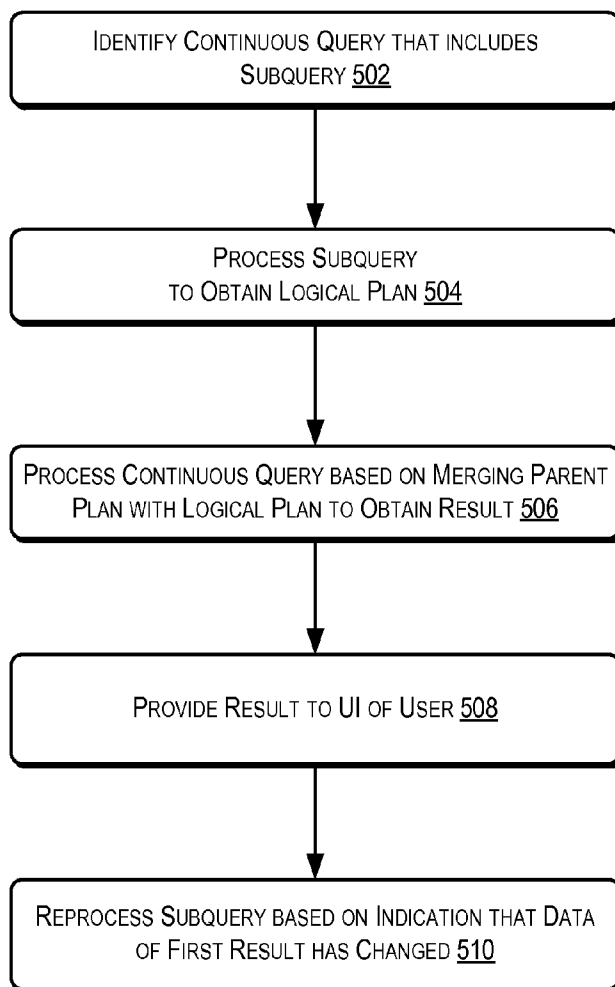 IDENTIFY CONTINUOUS QUERY THAT INCLUDES
SUBQUERY 502
PROCESS SUBQUERY
TO OBTAIN LOGICAL PLAN 504
PROCESS CONTINUOUS QUERY BASED ON MERGING PARENT
PLAN WITH LOGICAL PLAN TO OBTAIN RESULT 506
PROVIDE RESULT TO UI OF USER 508
REPROCESS SUBQUERY BASED ON INDICATION THAT DATA
OF FIRST RESULT HAS CHANGED 510